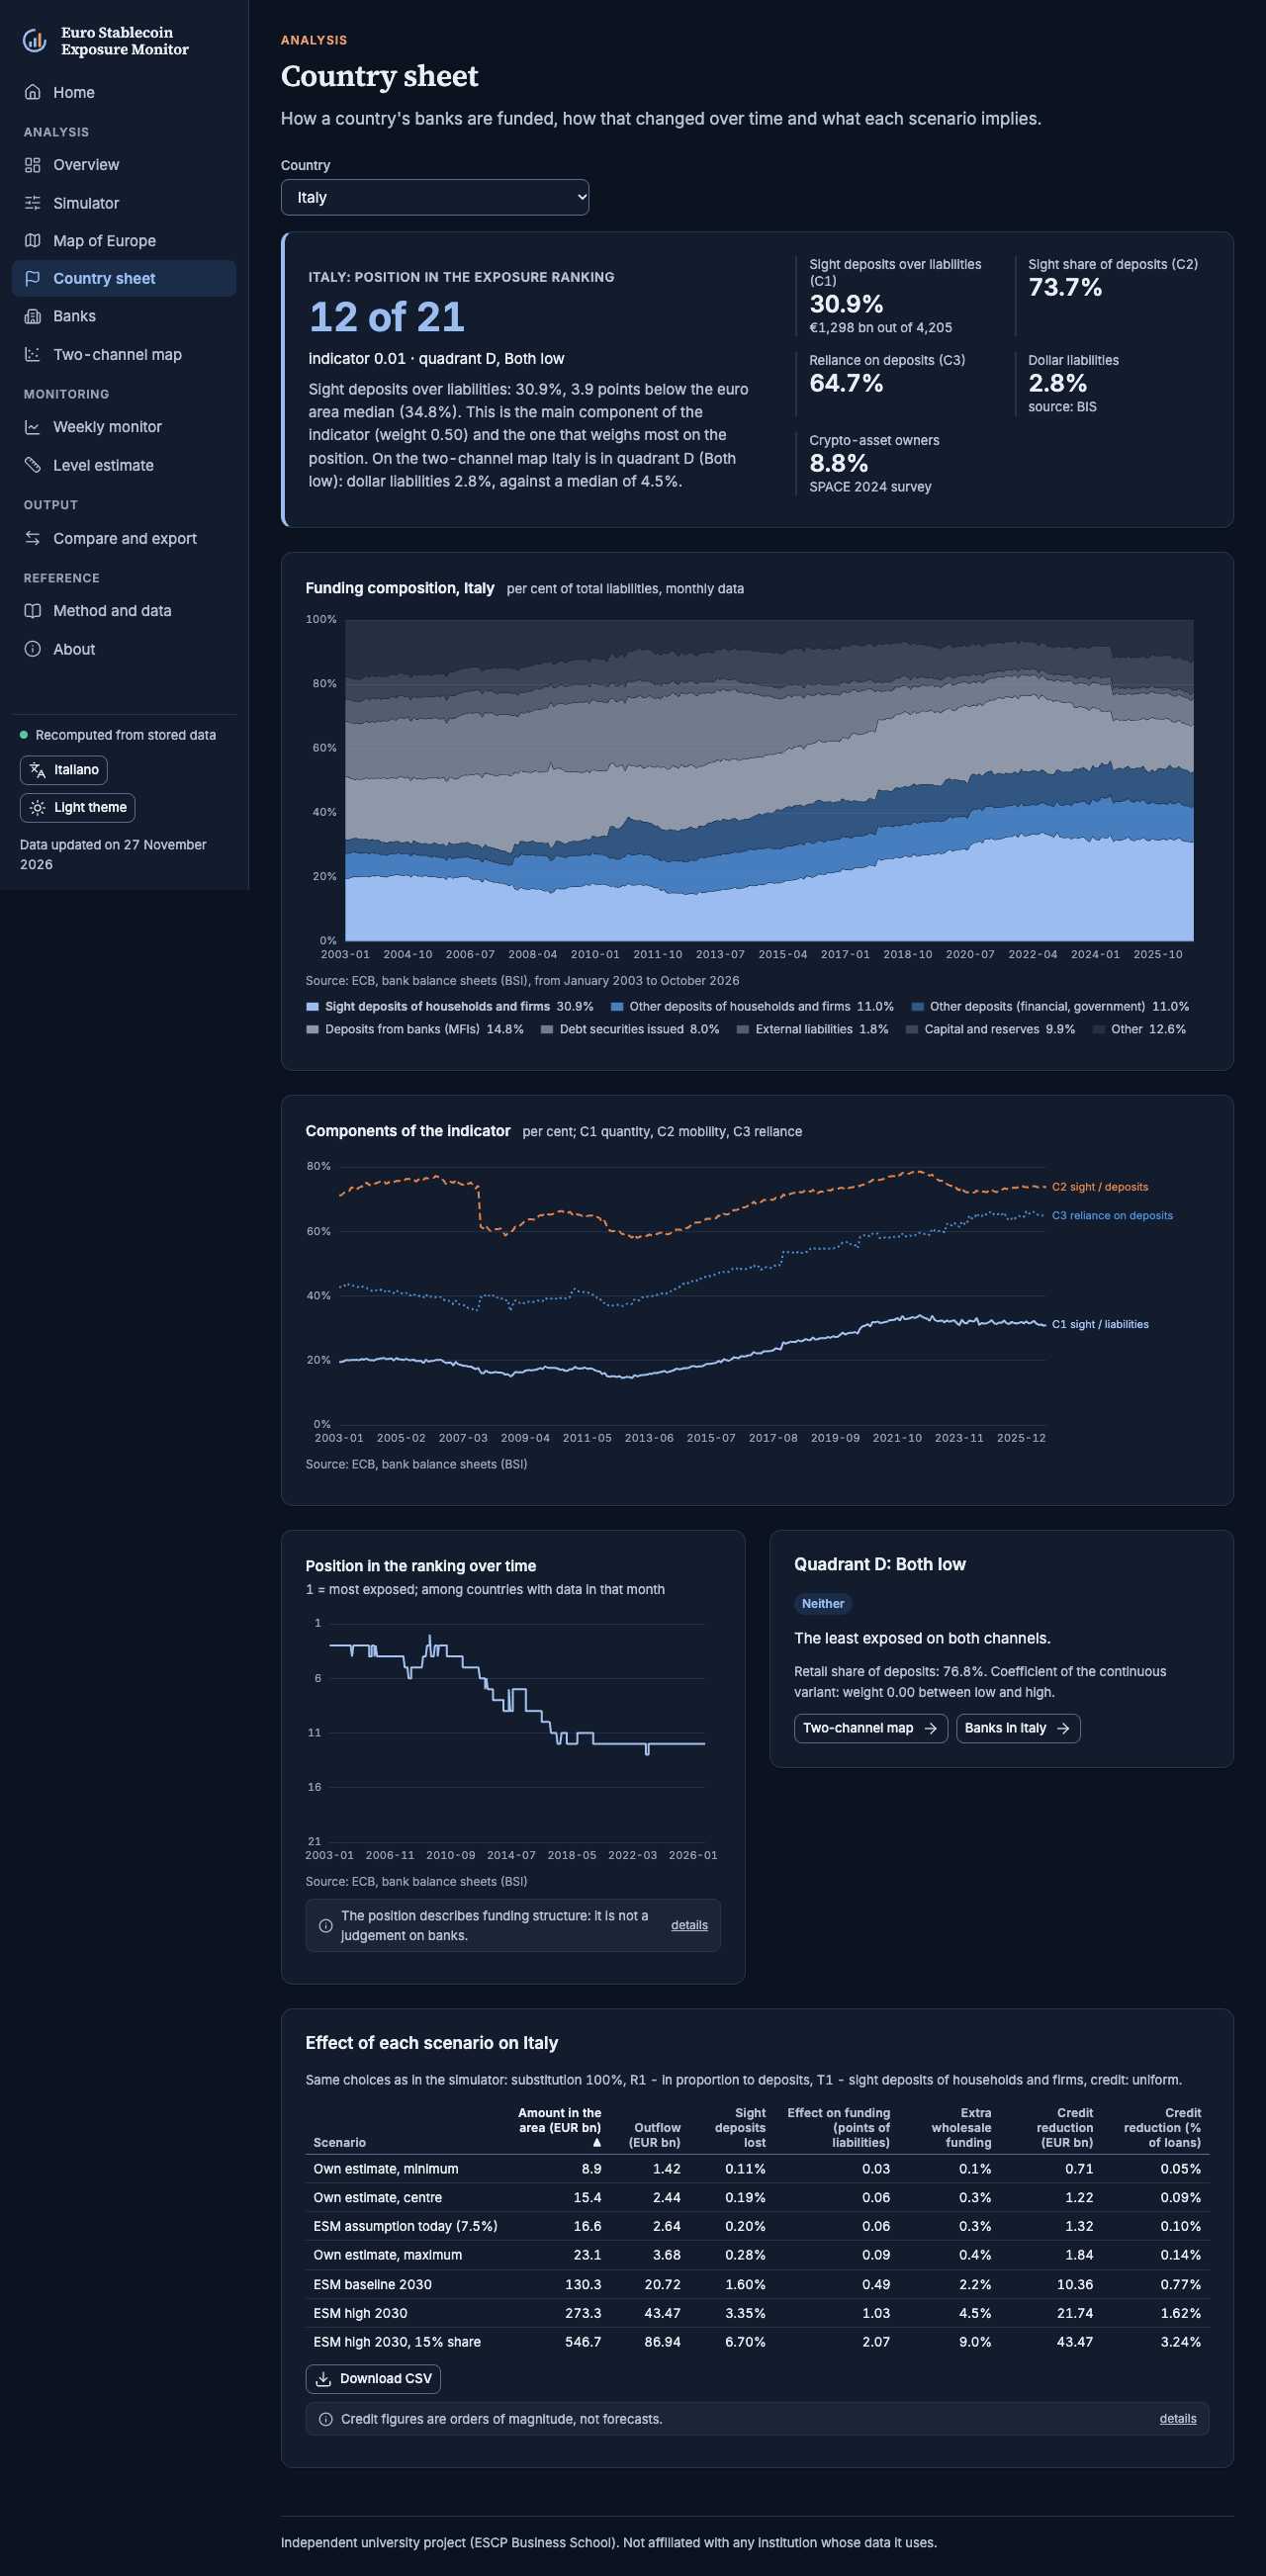 Euro Stablecoin
Exposure Monitor
Home
ANALYSIS
Overview
Simulator
Map of Europe
Country sheet
Banks
Two-channel map
MONITORING
Weekly monitor
Level estimate
OUTPUT
Compare and export
REFERENCE
Method and data
About
Recomputed from stored data
Italiano
Light theme
Data updated on 27 November
2026
ANALYSIS
Country sheet
How a country's banks are funded, how that changed over time and what each scenario implies.
Country
Italy
ITALY: POSITION IN THE EXPOSURE RANKING
12 of 21
indicator 0.01 · quadrant D, Both low
Sight deposits over liabilities: 30.9%, 3.9 points below the euro
area median (34.8%). This is the main component of the
indicator (weight 0.50) and the one that weighs most on the
position. On the two-channel map Italy is in quadrant D (Both
low): dollar liabilities 2.8%, against a median of 4.5%.
Sight deposits over liabilities
(C1)
30.9%
€1,298 bn out of 4,205
Sight share of deposits (C2)
73.7%
Reliance on deposits (C3)
64.7%
Dollar liabilities
2.8%
source: BIS
Crypto-asset owners
8.8%
SPACE 2024 survey
Funding composition, Italy per cent of total liabilities, monthly data
100%
80%
60%
40%
20%
0%
2003-01 2004-10 2006-07 2008-04 2010-01 2011-10 2013-07 2015-04 2017-01 2018-10 2020-07 2022-04 2024-01 2025-10
Source: ECB, bank balance sheets (BSI), from January 2003 to October 2026
Sight deposits of households and firms 30.9% Other deposits of households and firms 11.0% Other deposits (financial, government) 11.0%
Deposits from banks (MFIs) 14.8% Debt securities issued 8.0% External liabilities 1.8% Capital and reserves 9.9% Other 12.6%
Components of the indicator per cent; C1 quantity, C2 mobility, C3 reliance
80%
60%
40%
20%
0%
C2 sight / deposits
C3 reliance on deposits
C1 sight / liabilities
2003-01 2005-02 2007-03 2009-04 2011-05 2013-06 2015-07 2017-08 2019-09 2021-10 2023-11 2025-12
Source: ECB, bank balance sheets (BSI)
Position in the ranking over time
1 = most exposed; among countries with data in that month
1
6
11
16
21
2003-01 2006-11 2010-09 2014-07 2018-05 2022-03 2026-01
Source: ECB, bank balance sheets (BSI)
The position describes funding structure: it is not a
judgement on banks.
details
Quadrant D: Both low
Neither
The least exposed on both channels.
Retail share of deposits: 76.8%. Coefficient of the continuous
variant: weight 0.00 between low and high.
Two-channel map
Banks in Italy
Effect of each scenario on Italy
Same choices as in the simulator: substitution 100%, R1 - in proportion to deposits, T1 - sight deposits of households and firms, credit: uniform.
Scenario
Amount in the
area (EUR bn)
▲
Outflow
(EUR bn)
Sight
deposits
lost
Effect on funding
(points of
liabilities)
Extra
wholesale
funding
Credit
reduction
(EUR bn)
Credit
reduction (%
of loans)
Own estimate, minimum 8.9 1.42 0.11% 0.03 0.1% 0.71 0.05%
Own estimate, centre 15.4 2.44 0.19% 0.06 0.3% 1.22 0.09%
ESM assumption today (7.5%) 16.6 2.64 0.20% 0.06 0.3% 1.32 0.10%
Own estimate, maximum 23.1 3.68 0.28% 0.09 0.4% 1.84 0.14%
ESM baseline 2030 130.3 20.72 1.60% 0.49 2.2% 10.36 0.77%
ESM high 2030 273.3 43.47 3.35% 1.03 4.5% 21.74 1.62%
ESM high 2030, 15% share 546.7 86.94 6.70% 2.07 9.0% 43.47 3.24%
Download CSV
Credit figures are orders of magnitude, not forecasts.
details
Independent university project (ESCP Business School). Not affiliated with any institution whose data it uses.